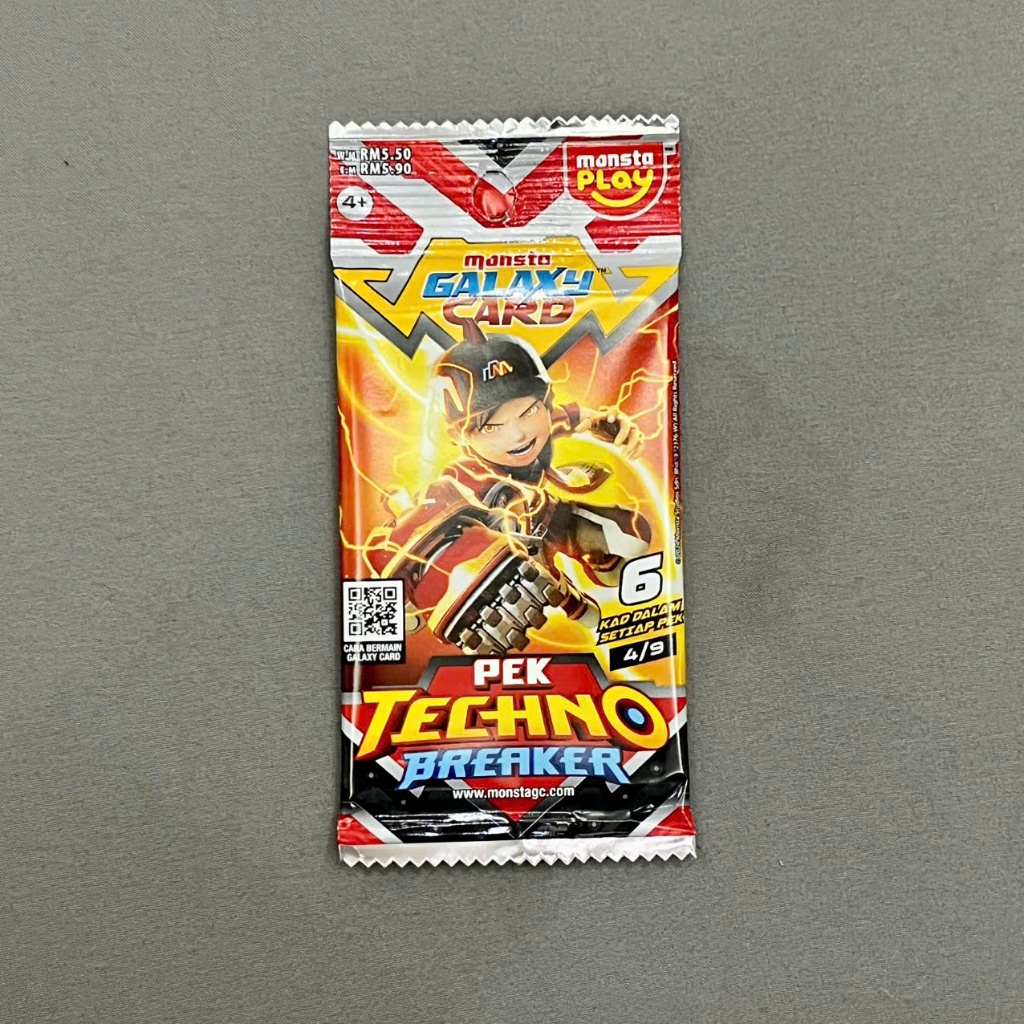 W.M RM5.50
E.M RM5.90
4+
monsta
PLay
monsta
GALAXY™
CARD
6
KAD DALAM
SETIAP PEK
4/9
CARA BERMAIN
GALAXY CARD
PEK
TECHNO
BREAKER
www.monstagc.com